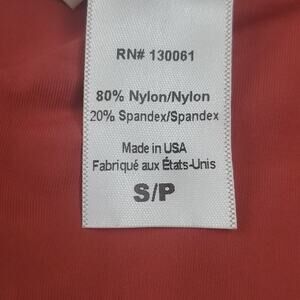 RN# 130061
80% Nylon/Nylon
20% Spandex/Spandex
Made in USA
Fabriqué aux États-Unis
S/P